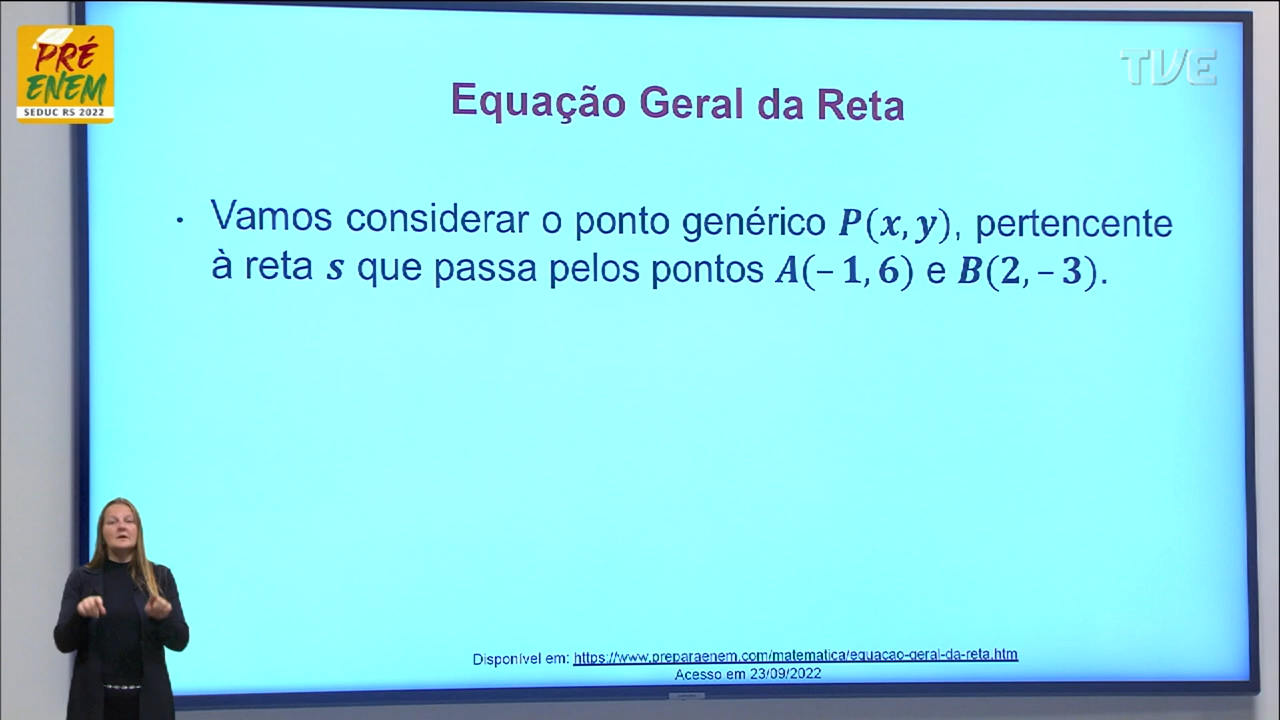 PRÉ
ENEM
SEDUC RS 2022
TVE
Equação Geral da Reta
• Vamos considerar o ponto genérico P(x, y), pertencente
à reta s que passa pelos pontos A(– 1, 6) e B(2, – 3).
Disponível em: https://www.preparaenem.com/matematica/equacao-geral-da-reta.htm
Acesso em 23/09/2022